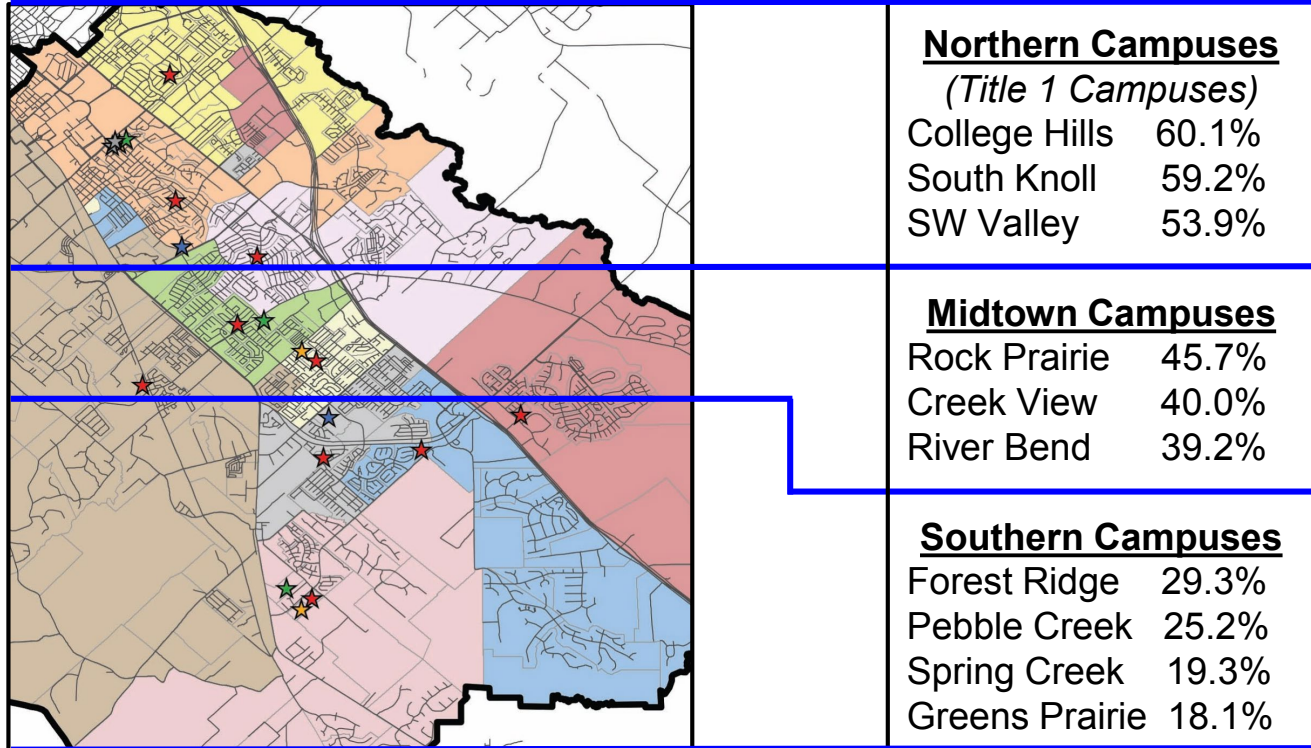 Northern Campuses
(Title 1 Campuses)
College Hills 60.1%
South Knoll 59.2%
SW Valley 53.9%
Midtown Campuses
Rock Prairie 45.7%
Creek View 40.0%
River Bend 39.2%
Southern Campuses
Forest Ridge 29.3%
Pebble Creek 25.2%
Spring Creek 19.3%
Greens Prairie 18.1%